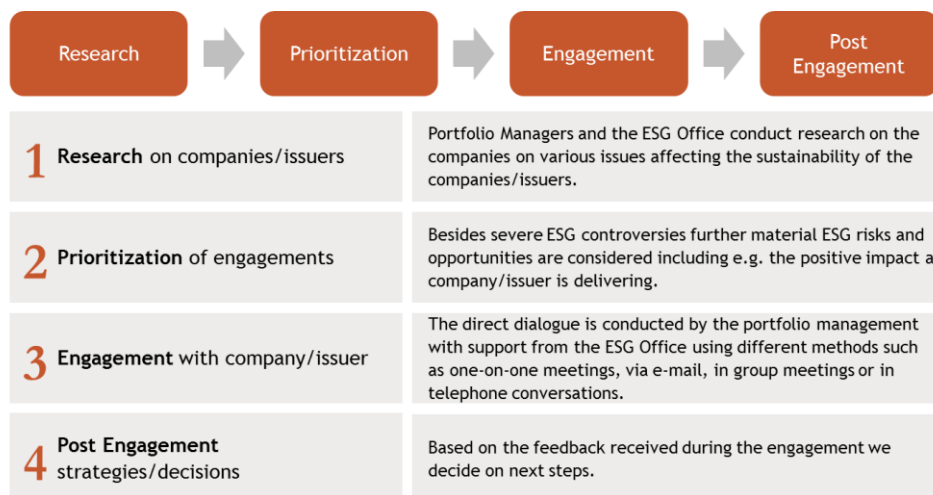 Research
Prioritization
Engagement
Post
Engagement
1 Research on companies/issuers
Portfolio Managers and the ESG Office conduct research on the
companies on various issues affecting the sustainability of the
companies/issuers.
2 Prioritization of engagements
Besides severe ESG controversies further material ESG risks and
opportunities are considered including e.g. the positive impact a
company/issuer is delivering.
3 Engagement with company/issuer
The direct dialogue is conducted by the portfolio management
with support from the ESG Office using different methods such
as one-on-one meetings, via e-mail, in group meetings or in
telephone conversations.
4 Post Engagement
strategies/decisions
Based on the feedback received during the engagement we
decide on next steps.